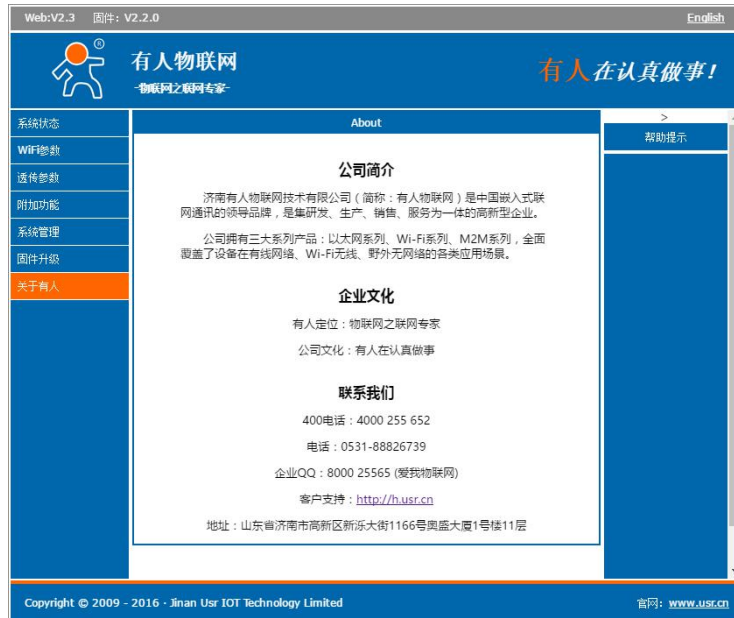 Web:V2.3 固件: V2.2.0 English
®
有人物联网
-物联网之联网专家-
有人在认真做事!
系统状态
WiFi参数
透传参数
附加功能
系统管理
固件升级
关于有人
About
公司简介
济南有人物联网技术有限公司（简称：有人物联网）是中国嵌入式联
网通讯的领导品牌，是集研发、生产、销售、服务为一体的高新型企业。
公司拥有三大系列产品：以太网系列、Wi-Fi系列、M2M系列，全面
覆盖了设备在有线网络、Wi-Fi无线、野外无网络的各类应用场景。
企业文化
有人定位：物联网之联网专家
公司文化：有人在认真做事
联系我们
400电话：4000 255 652
电话：0531-88826739
企业QQ：8000 25565 (爱我物联网)
客户支持：http://h.usr.cn
地址：山东省济南市高新区新泺大街1166号奥盛大厦1号楼11层
>
帮助提示
Copyright © 2009 - 2016 · Jinan Usr IOT Technology Limited 官网: www.usr.cn